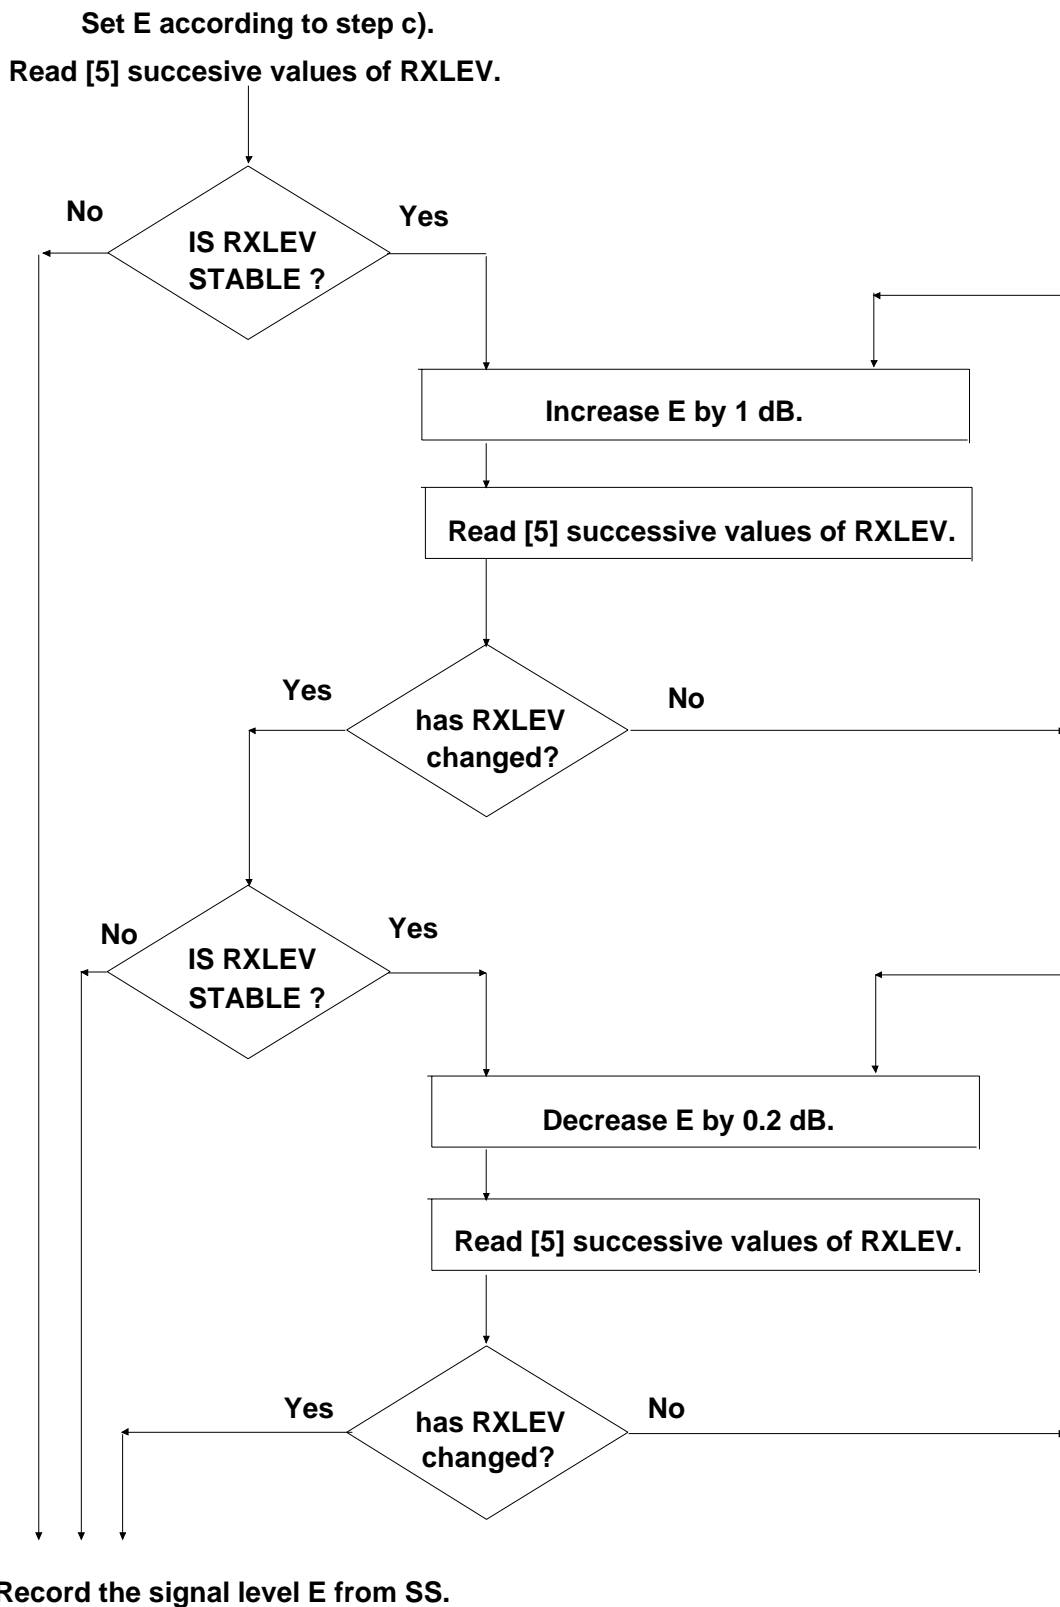 Set E according to step c).
Read [5] succesive values of RXLEV.
No
Yes
IS RXLEV
STABLE ?
Increase E by 1 dB.
Read [5] successive values of RXLEV.
Yes
No
has RXLEV
changed?
No
Yes
IS RXLEV
STABLE ?
Decrease E by 0.2 dB.
Read [5] successive values of RXLEV.
Yes
No
has RXLEV
changed?
Record the signal level E from SS.